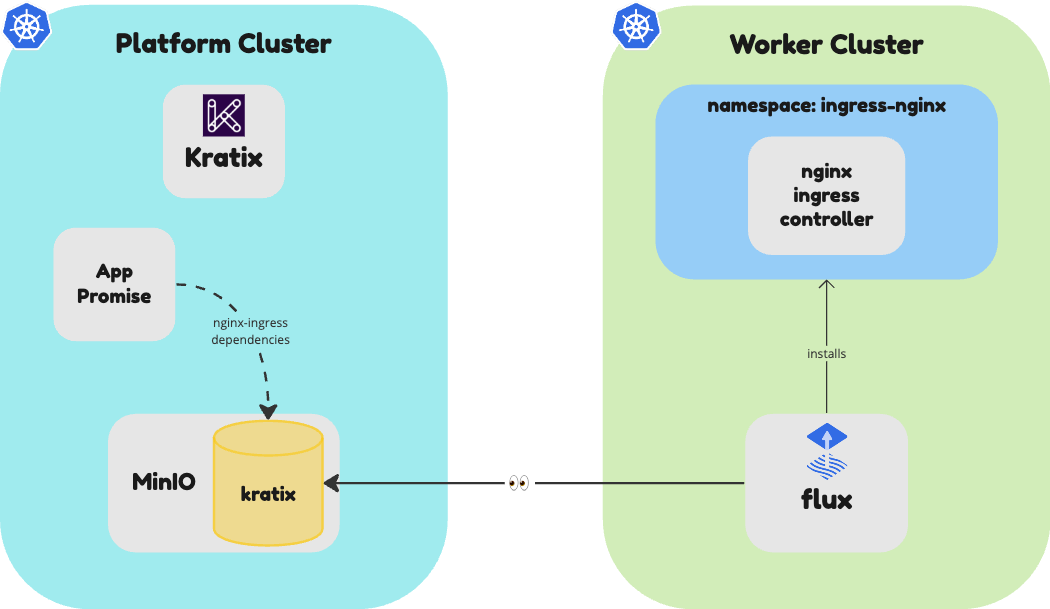 Platform Cluster
Kratix
App
Promise
nginx-ingress
dependencies
MinIO
kratix
Worker Cluster
namespace: ingress-nginx
nginx
ingress
controller
installs
flux